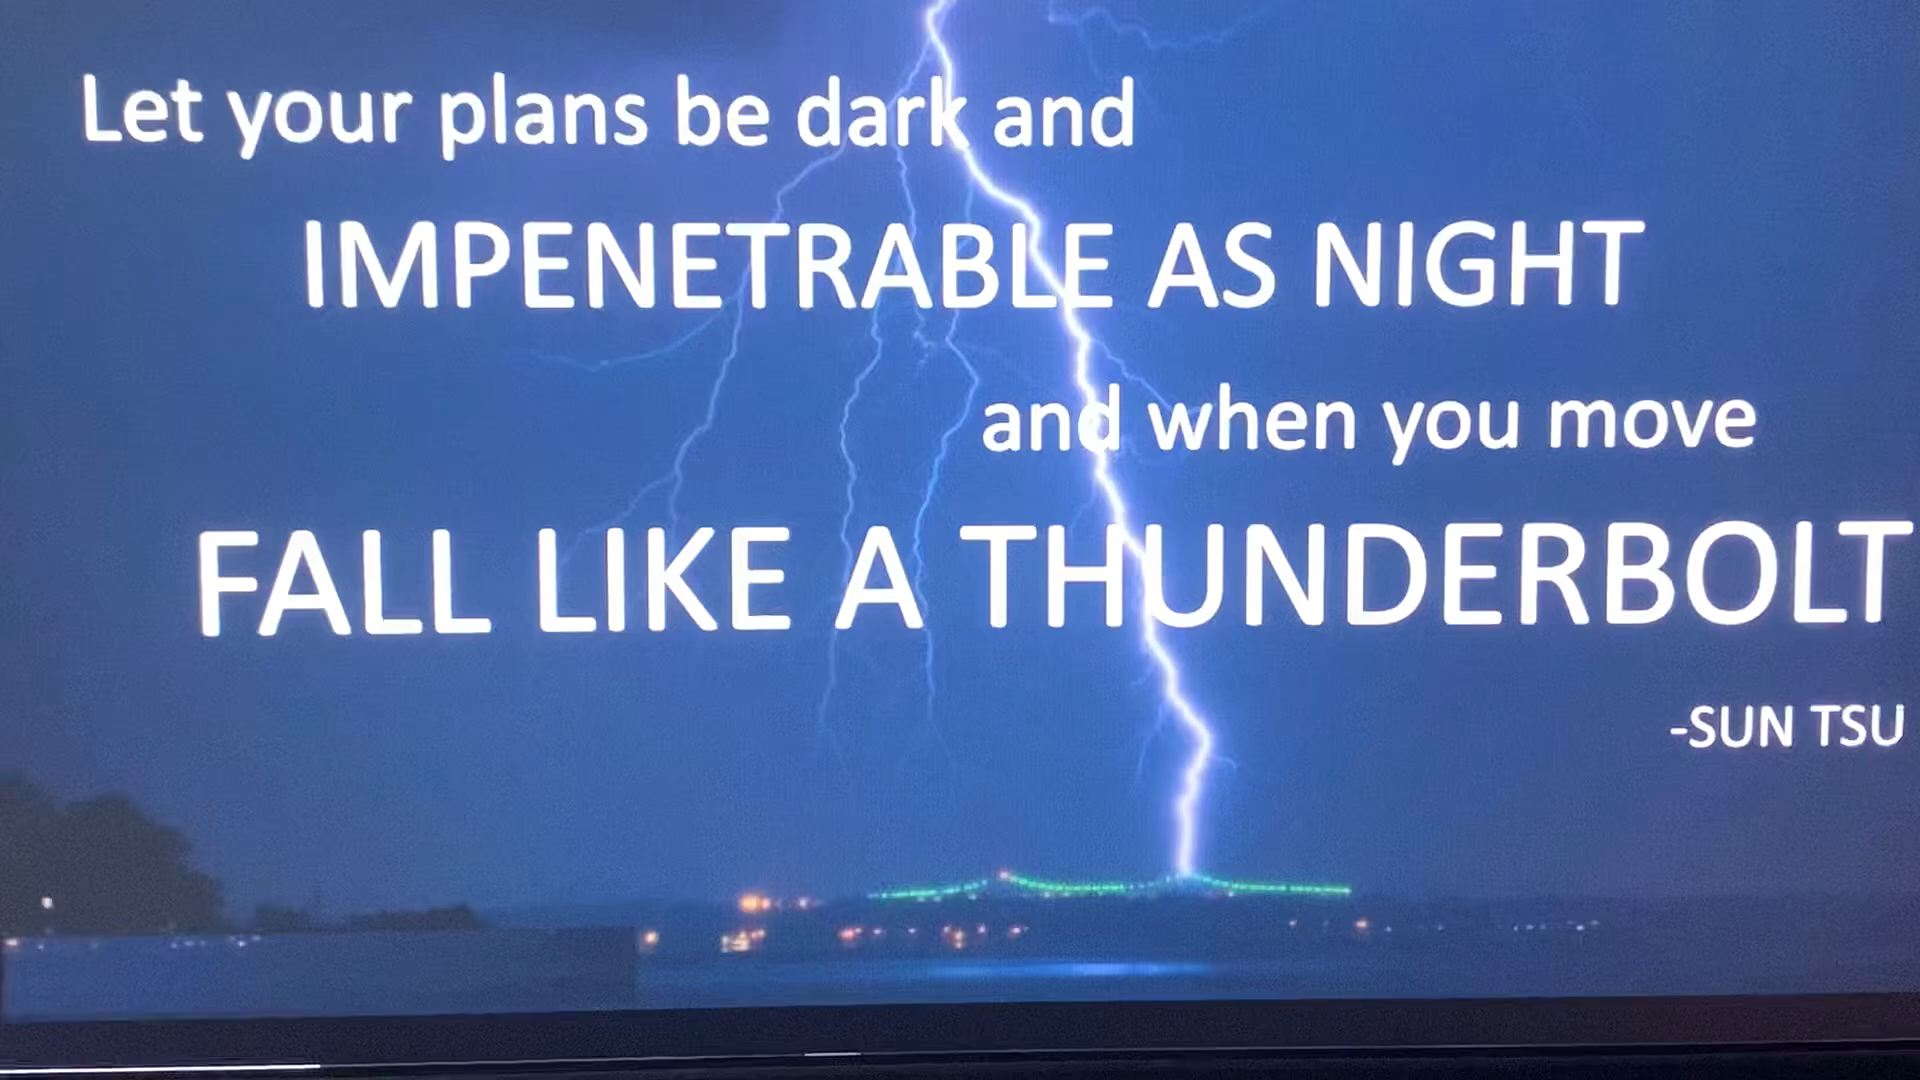 Let your plans be dark and
IMPENETRABLE AS NIGHT
and when you move
FALL LIKE A THUNDERBOLT
-SUN TSU